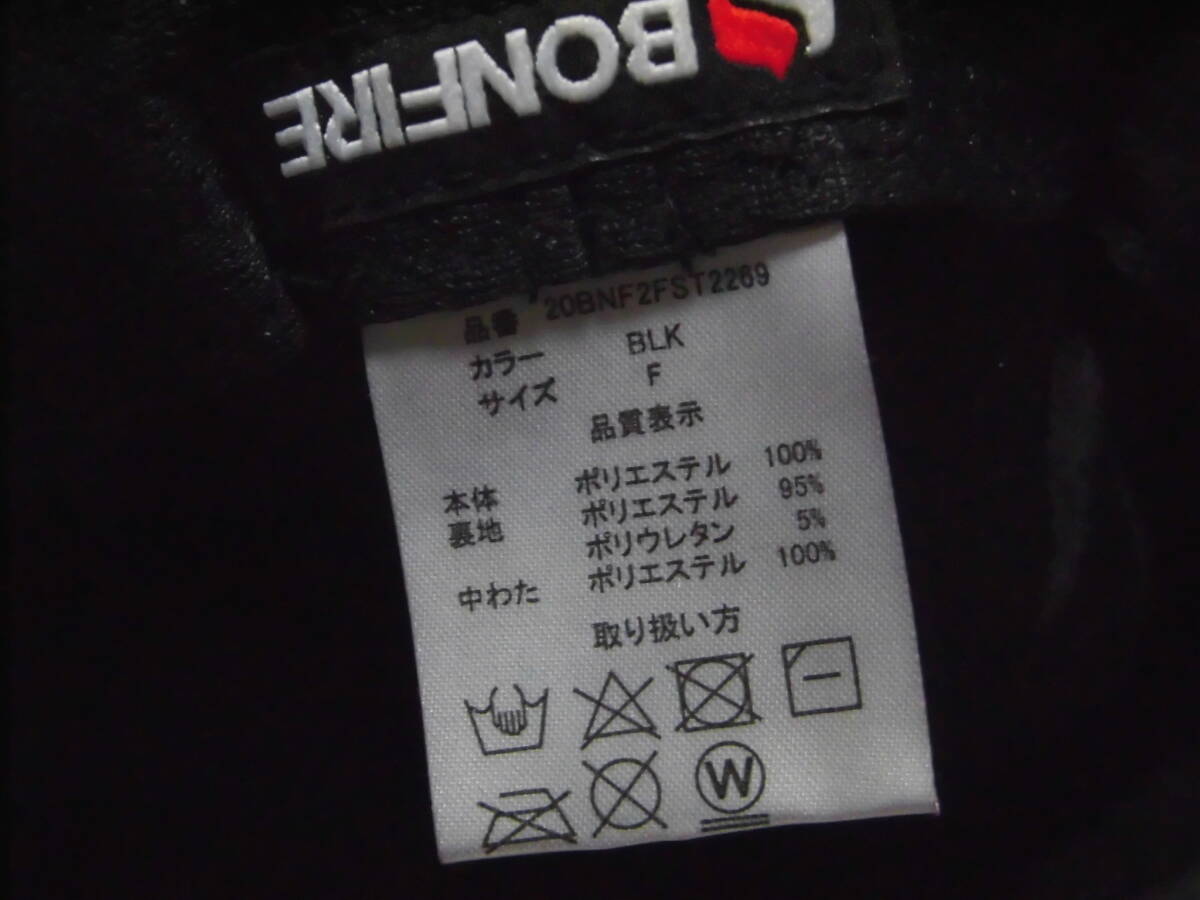 BONFIRE
品番 20BNF2FST2269
カラー BLK
サイズ F
品質表示
本体 ポリエステル 100%
裏地 ポリエステル 95%
ポリウレタン 5%
中わた ポリエステル 100%
取り扱い方
W